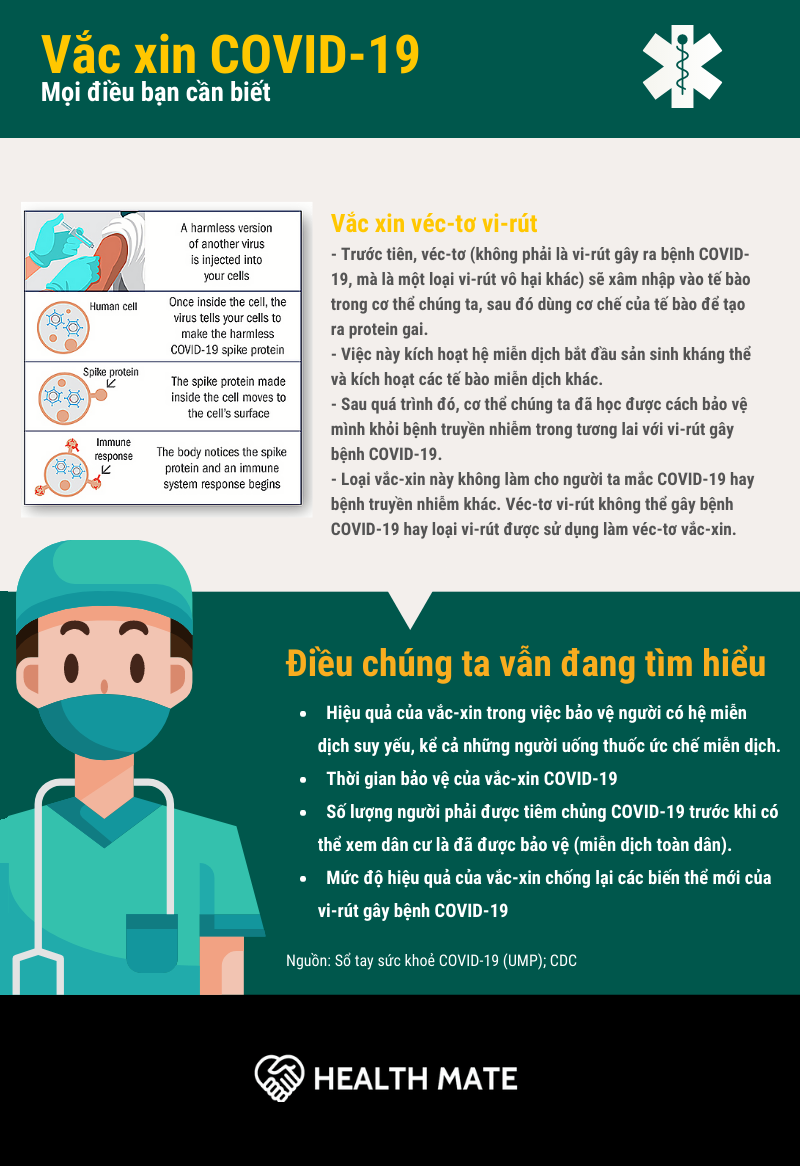 Vắc xin COVID-19
Mọi điều bạn cần biết
A harmless version
of another virus
is injected into
your cells
Human cell
Once inside the cell, the
virus tells your cells to
make the harmless
COVID-19 spike protein
Spike protein
The spike protein made
inside the cell moves to
the cell's surface
Immune
response
The body notices the spike
protein and an immune
system response begins
Vắc xin véc-tơ vi-rút
- Trước tiên, véc-tơ (không phải là vi-rút gây ra bệnh COVID-
19, mà là một loại vi-rút vô hại khác) sẽ xâm nhập vào tế bào
trong cơ thể chúng ta, sau đó dùng cơ chế của tế bào để tạo
ra protein gai.
- Việc này kích hoạt hệ miễn dịch bắt đầu sản sinh kháng thể
và kích hoạt các tế bào miễn dịch khác.
- Sau quá trình đó, cơ thể chúng ta đã học được cách bảo vệ
mình khỏi bệnh truyền nhiễm trong tương lai với vi-rút gây
bệnh COVID-19.
- Loại vắc-xin này không làm cho người ta mắc COVID-19 hay
bệnh truyền nhiễm khác. Véc-tơ vi-rút không thể gây bệnh
COVID-19 hay loại vi-rút được sử dụng làm véc-tơ vắc-xin.
Điều chúng ta vẫn đang tìm hiểu
• Hiệu quả của vắc-xin trong việc bảo vệ người có hệ miễn
dịch suy yếu, kể cả những người uống thuốc ức chế miễn dịch.
• Thời gian bảo vệ của vắc-xin COVID-19
• Số lượng người phải được tiêm chủng COVID-19 trước khi có
thể xem dân cư là đã được bảo vệ (miễn dịch toàn dân).
• Mức độ hiệu quả của vắc-xin chống lại các biến thể mới của
vi-rút gây bệnh COVID-19
Nguồn: Sổ tay sức khoẻ COVID-19 (UMP); CDC
HEALTH MATE